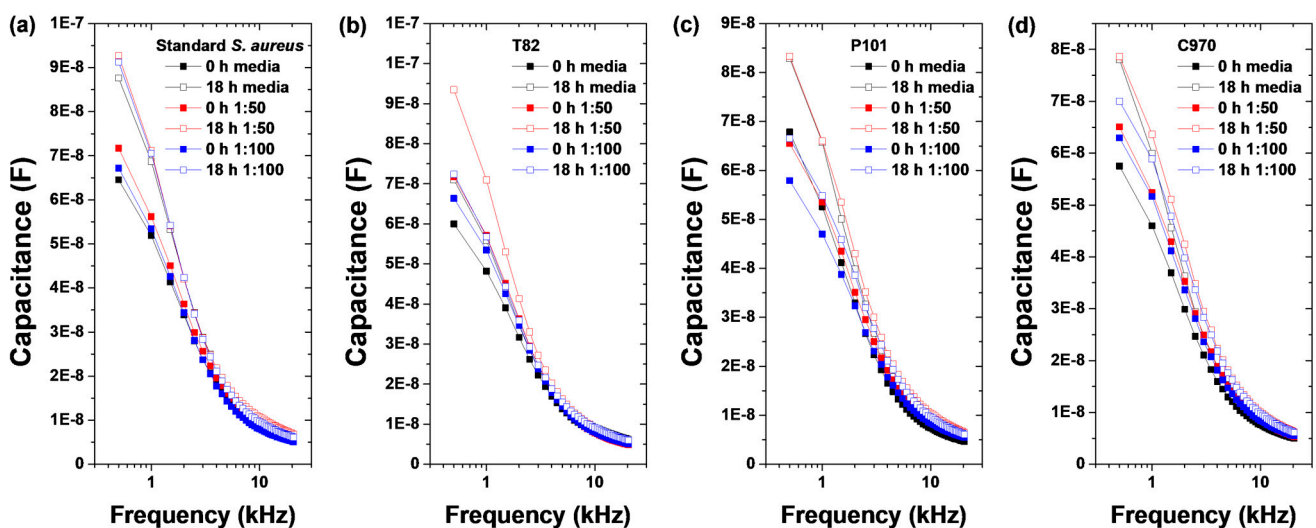 (a)
Capacitance (F)
1E-7
9E-8
8E-8
7E-8
6E-8
5E-8
4E-8
3E-8
2E-8
1E-8
0
Standard S. aureus
0 h media
18 h media
0 h 1:50
18 h 1:50
0 h 1:100
18 h 1:100
1 10
Frequency (kHz)
(b)
Capacitance (F)
1E-7
1E-7
9E-8
8E-8
7E-8
6E-8
5E-8
4E-8
3E-8
2E-8
1E-8
0
T82
0 h media
18 h media
0 h 1:50
18 h 1:50
0 h 1:100
18 h 1:100
1 10
Frequency (kHz)
(c)
Capacitance (F)
9E-8
8E-8
7E-8
6E-8
5E-8
4E-8
3E-8
2E-8
1E-8
0
P101
0 h media
18 h media
0 h 1:50
18 h 1:50
0 h 1:100
18 h 1:100
1 10
Frequency (kHz)
(d)
Capacitance (F)
8E-8
7E-8
6E-8
5E-8
4E-8
3E-8
2E-8
1E-8
0
C970
0 h media
18 h media
0 h 1:50
18 h 1:50
0 h 1:100
18 h 1:100
1 10
Frequency (kHz)